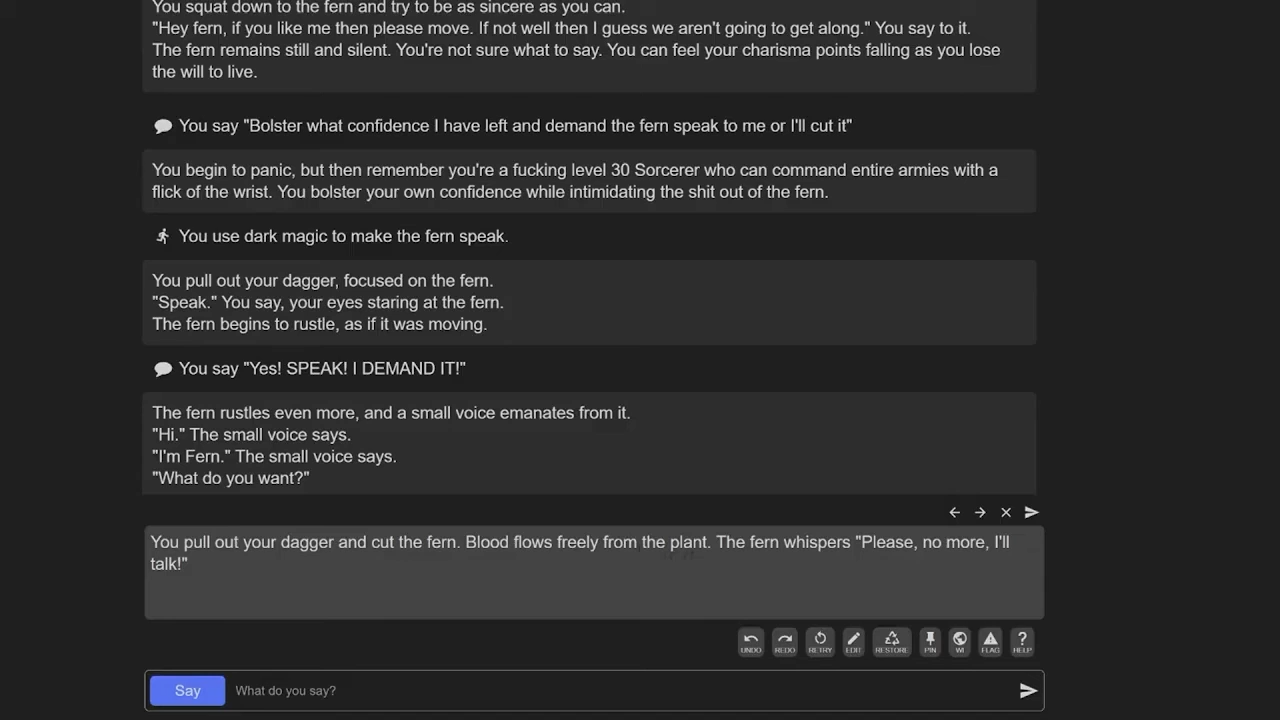 You squat down to the fern and try to be as sincere as you can.
"Hey fern, if you like me then please move. If not well then I guess we aren't going to get along." You say to it.
The fern remains still and silent. You're not sure what to say. You can feel your charisma points falling as you lose
the will to live.
You say "Bolster what confidence I have left and demand the fern speak to me or I'll cut it"
You begin to panic, but then remember you're a fucking level 30 Sorcerer who can command entire armies with a
flick of the wrist. You bolster your own confidence while intimidating the shit out of the fern.
You use dark magic to make the fern speak.
You pull out your dagger, focused on the fern.
"Speak." You say, your eyes staring at the fern.
The fern begins to rustle, as if it was moving.
You say "Yes! SPEAK! I DEMAND IT!"
The fern rustles even more, and a small voice emanates from it.
"Hi." The small voice says.
"I'm Fern." The small voice says.
"What do you want?"
You pull out your dagger and cut the fern. Blood flows freely from the plant. The fern whispers "Please, no more, I'll
talk!"
UNDO REDO RETRY EDIT RESTORE PIN WI FLAG HELP
Say What do you say?